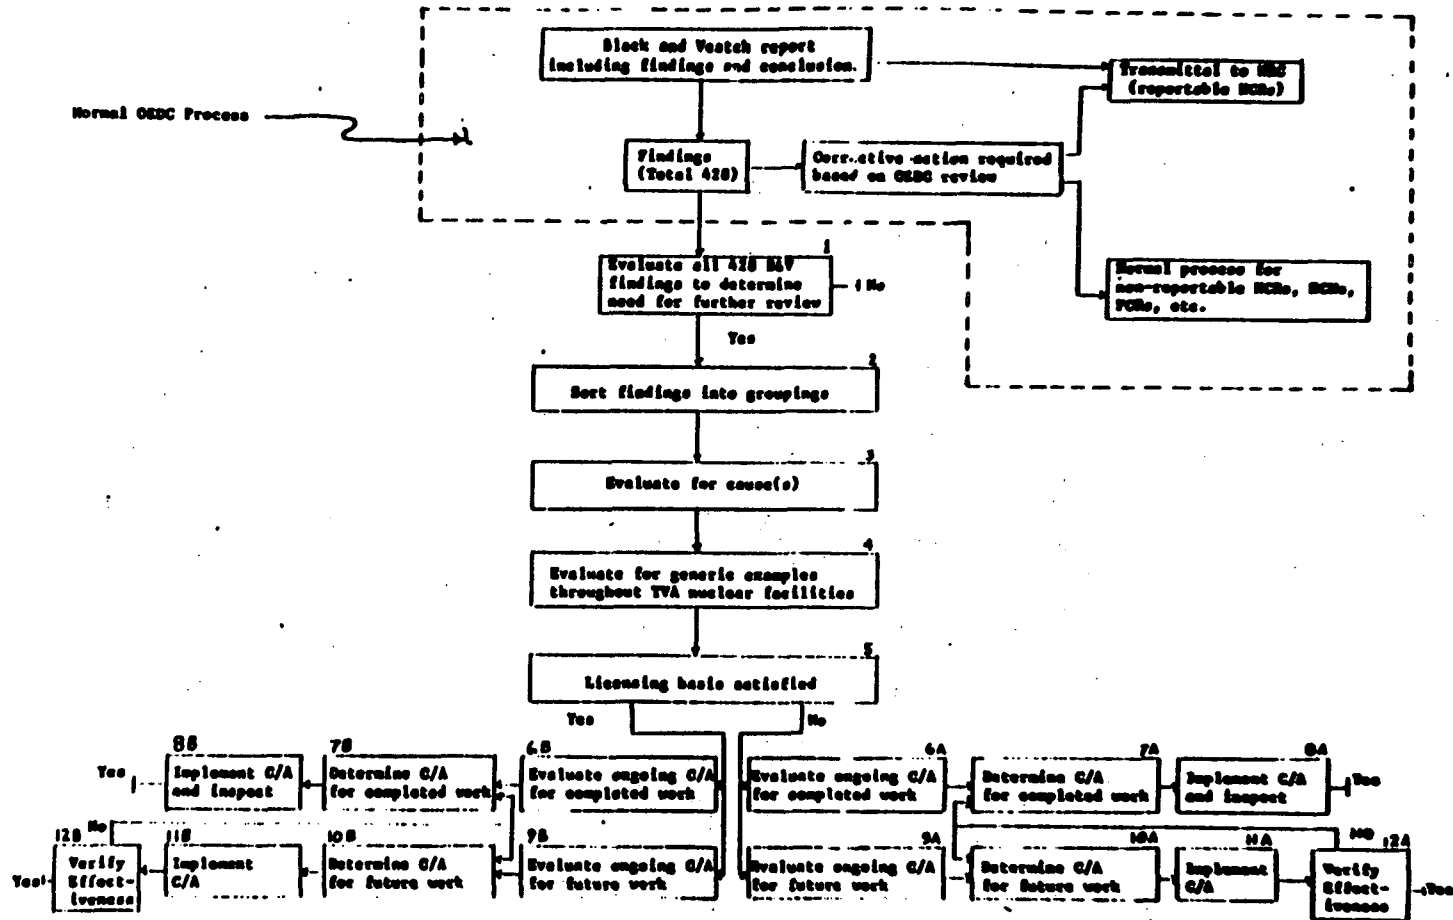 Black and Veatch report
including findings and conclusion.
Transmittal to NRC
(reportable NCRs)
Normal OEDC Process
Findings
(Total 428)
Corrective action required
based on OEDC review
1
Evaluate all 428 B&V
findings to determine
need for further review
No
Normal process for
non-reportable NCRs,
FCRs, etc.
Yes
2
Sort findings into groupings
3
Evaluate for cause(s)
4
Evaluate for generic examples
throughout TVA nuclear facilities
5
Licensing basis satisfied
Yes
No
8B
7B
6B
6A
7A
8A
Yes
Implement C/A
and inspect
Determine C/A
for completed work
Evaluate ongoing C/A
for completed work
Evaluate ongoing C/A
for completed work
Determine C/A
for completed work
Implement C/A
and inspect
Yes
12B
No
11B
10B
9B
9A
10A
11A
NO
12A
Yes
Verify
Effect-
iveness
Implement
C/A
Determine C/A
for future work
Evaluate ongoing C/A
for future work
Evaluate ongoing C/A
for future work
Determine C/A
for future work
Implement
C/A
Verify
Effect-
iveness
Yes